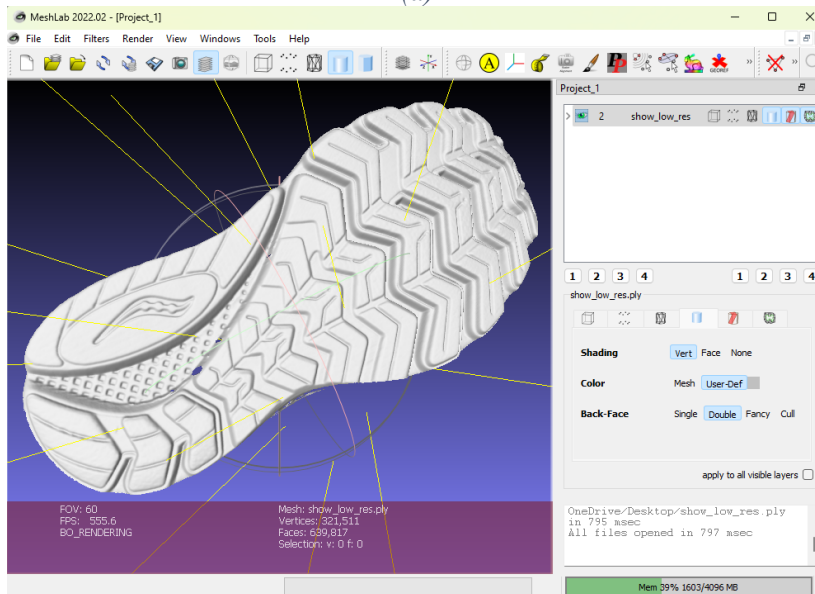 MeshLab 2022.02 - [Project_1]
File Edit Filters Render View Windows Tools Help
A
GEOREF
Project_1
2 show_low_res
1 2 3 4 1 2 3 4
show_low_res.ply
Shading Vert Face None
Color Mesh User-Def
Back-Face Single Double Fancy Cull
apply to all visible layers
FOV: 60
FPS: 555.6
BO_RENDERING
Mesh: show_low_res.ply
Vertices: 321,511
Faces: 639,817
Selection: v: 0 f: 0
OneDrive/Desktop/show_low_res.ply
in 795 msec
All files opened in 797 msec
Mem 39% 1603/4096 MB